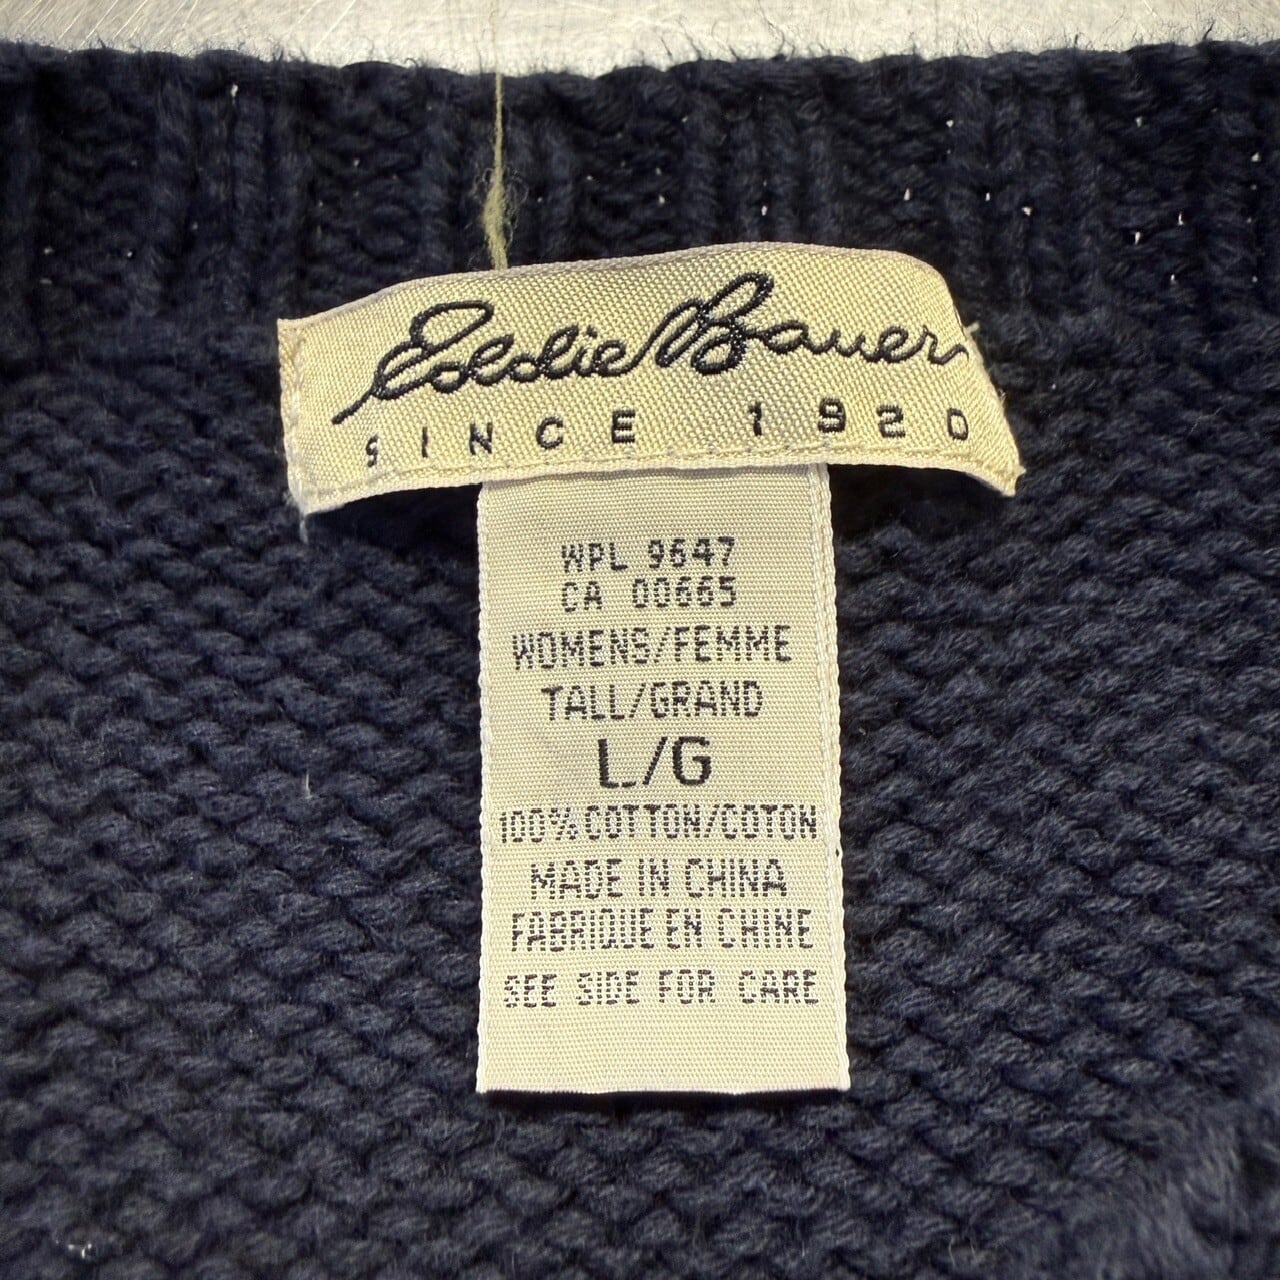 Eddie Bauer
SINCE 1920
WPL 9647
CA 00665
WOMENS/FEMME
TALL/GRAND
L/G
100% COTTON/COTON
MADE IN CHINA
FABRIQUE EN CHINE
SEE SIDE FOR CARE